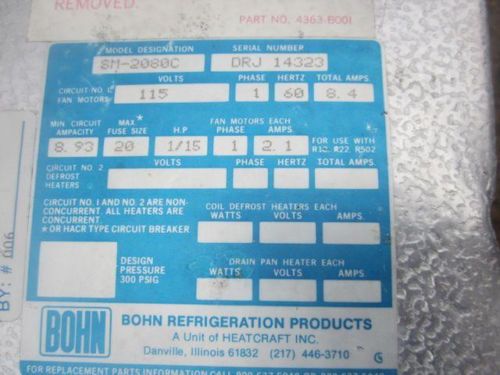 REMOVED.
PART NO. 4363-B001
MODEL DESIGNATION SERIAL NUMBER
SM-2080C DRJ 14323
VOLTS PHASE HERTZ TOTAL AMPS
CIRCUIT NO. 1
FAN MOTORS 115 1 60 8.4
MIN CIRCUIT AMPACITY MAX* FUSE SIZE H.P FAN MOTORS EACH PHASE AMPS
8.93 20 1/15 1 2.1 FOR USE WITH R12, R22, R502
CIRCUIT NO. 2 DEFROST HEATERS VOLTS PHASE HERTZ TOTAL AMPS
CIRCUIT NO. 1 AND NO. 2 ARE NON-
CONCURRENT. ALL HEATERS ARE
CONCURRENT
* OR HACR TYPE CIRCUIT BREAKER
COIL DEFROST HEATERS EACH
WATTS VOLTS AMPS
DESIGN
PRESSURE
300 PSIG
DRAIN PAN HEATER EACH
WATTS VOLTS AMPS
BOHN BOHN REFRIGERATION PRODUCTS
A Unit of HEATCRAFT INC.
Danville, Illinois 61832 (217) 446-3710
FOR REPLACEMENT PARTS INFORMATION CALL
BY: # 006